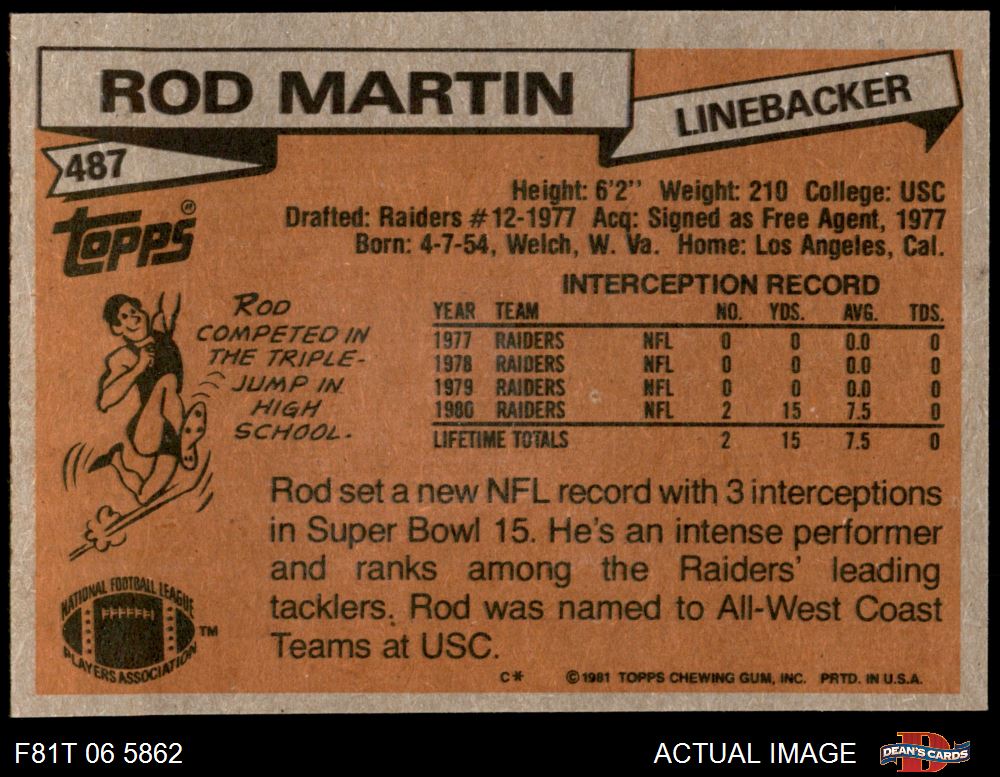 ROD MARTIN
LINEBACKER
487
topps®
Height: 6'2" Weight: 210 College: USC
Drafted: Raiders #12-1977 Acq: Signed as Free Agent, 1977
Born: 4-7-54, Welch, W. Va. Home: Los Angeles, Cal.
ROD
COMPETED IN
THE TRIPLE-
JUMP IN
HIGH
SCHOOL.
INTERCEPTION RECORD
YEAR TEAM NO. YDS. AVG. TDS.
1977 RAIDERS NFL 0 0 0.0 0
1978 RAIDERS NFL 0 0 0.0 0
1979 RAIDERS NFL 0 0 0.0 0
1980 RAIDERS NFL 2 15 7.5 0
LIFETIME TOTALS 2 15 7.5 0
Rod set a new NFL record with 3 interceptions
in Super Bowl 15. He's an intense performer
and ranks among the Raiders' leading
tacklers. Rod was named to All-West Coast
Teams at USC.
NATIONAL FOOTBALL LEAGUE
PLAYERS ASSOCIATION
TM
C* © 1981 TOPPS CHEWING GUM, INC. PRTD. IN U.S.A.
F81T 06 5862
ACTUAL IMAGE
D
DEAN'S CARDS